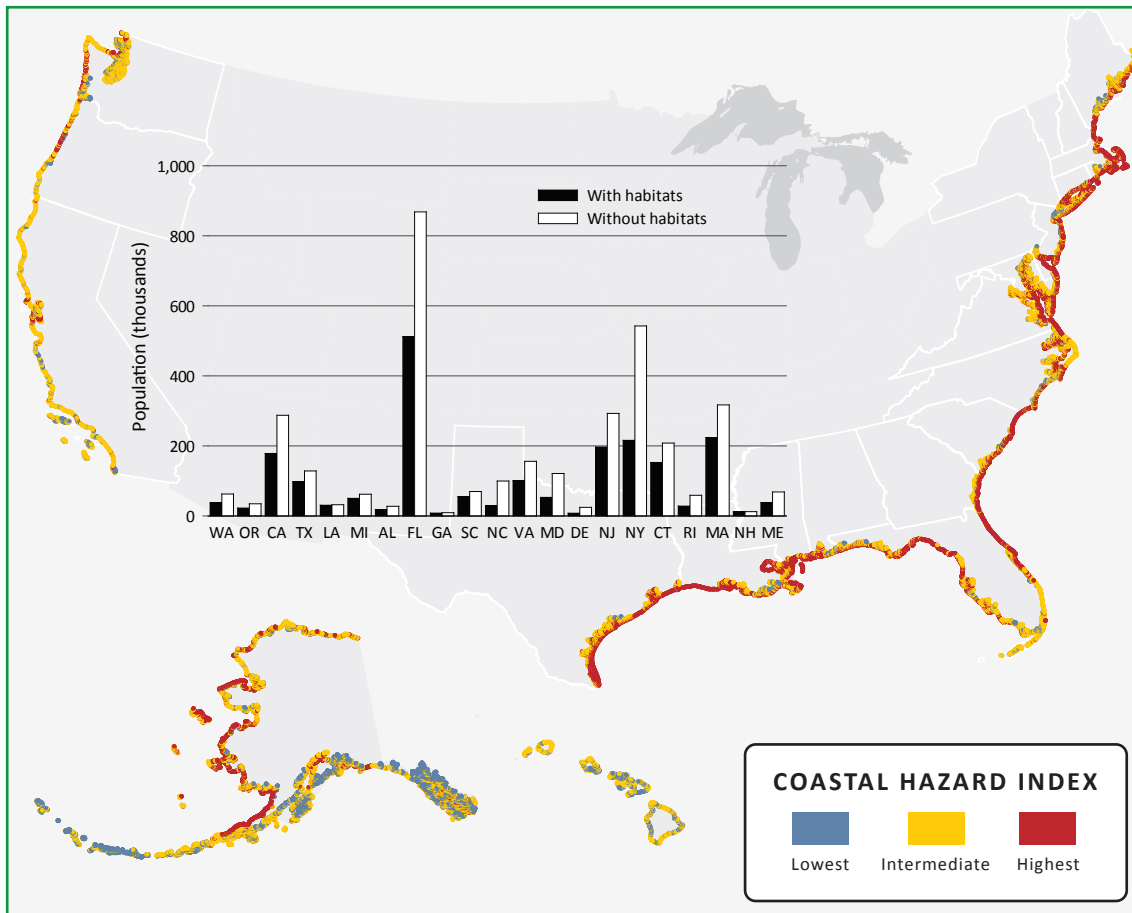 1,000
800
600
400
200
0
Population (thousands)
With habitats
Without habitats
WA OR CA TX LA MI AL FL GA SC NC VA MD DE NJ NY CT RI MA NH ME
COASTAL HAZARD INDEX
Lowest Intermediate Highest